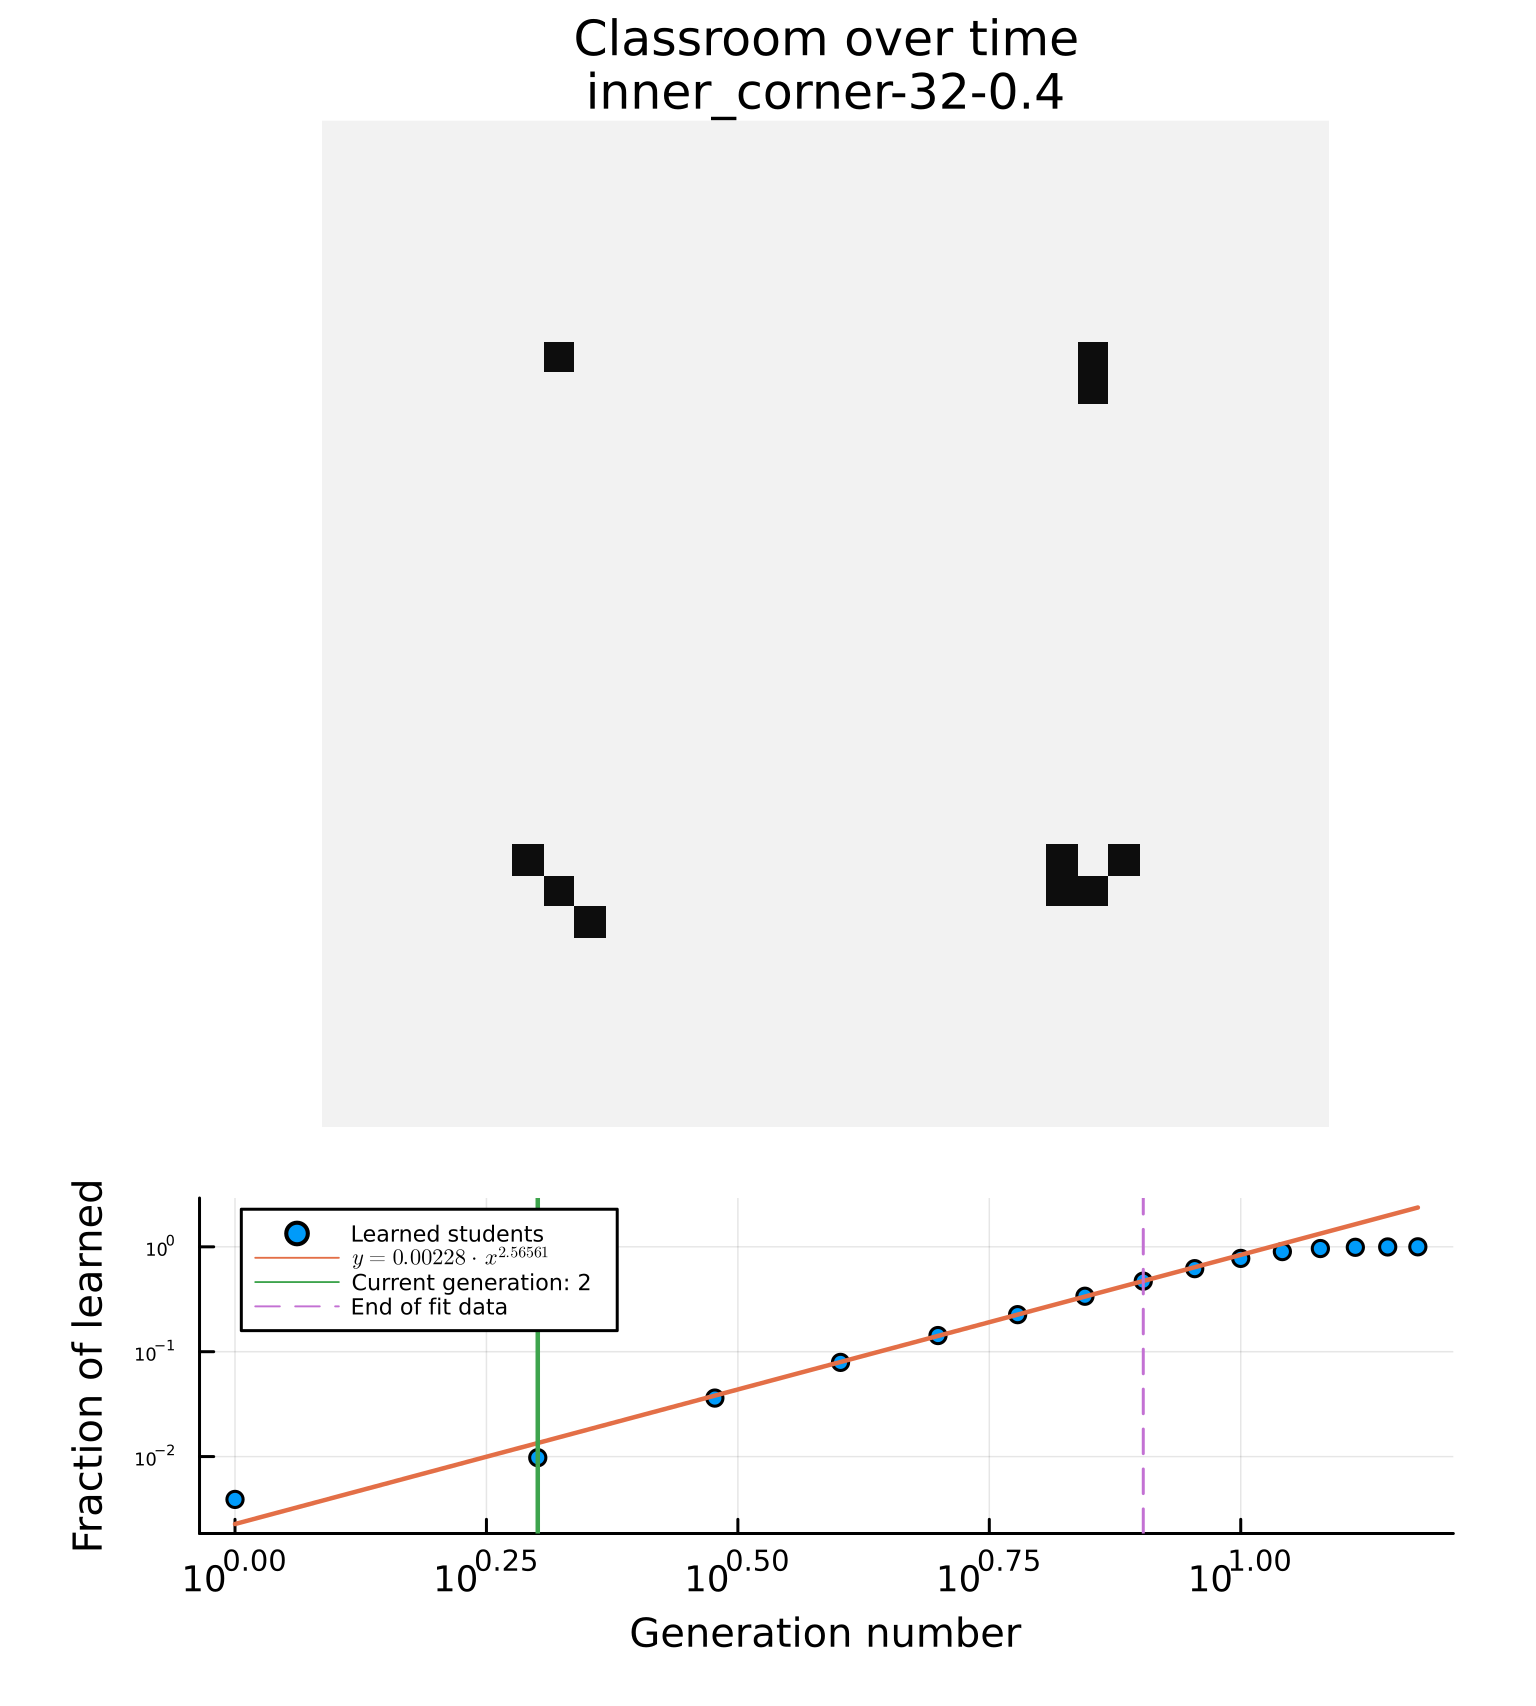 Classroom over time
inner_corner-32-0.4
Fraction of learned
10^0
10^−1
10^−2
Learned students
y = 0.00228 · x^2.56561
Current generation: 2
End of fit data
10^0.00 10^0.25 10^0.50 10^0.75 10^1.00
Generation number